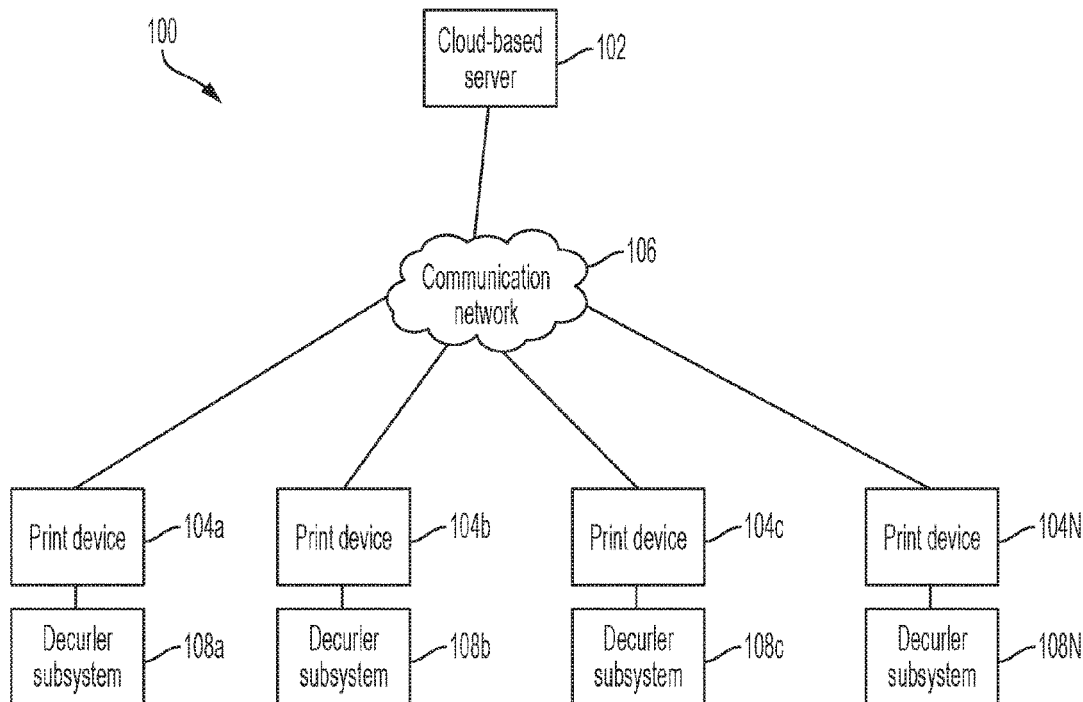 100
Cloud-based
server
102
106
Communication
network
Print device
104a
Print device
104b
Print device
104c
Print device
104N
Decurler
subsystem
108a
Decurler
subsystem
108b
Decurler
subsystem
108c
Decurler
subsystem
108N